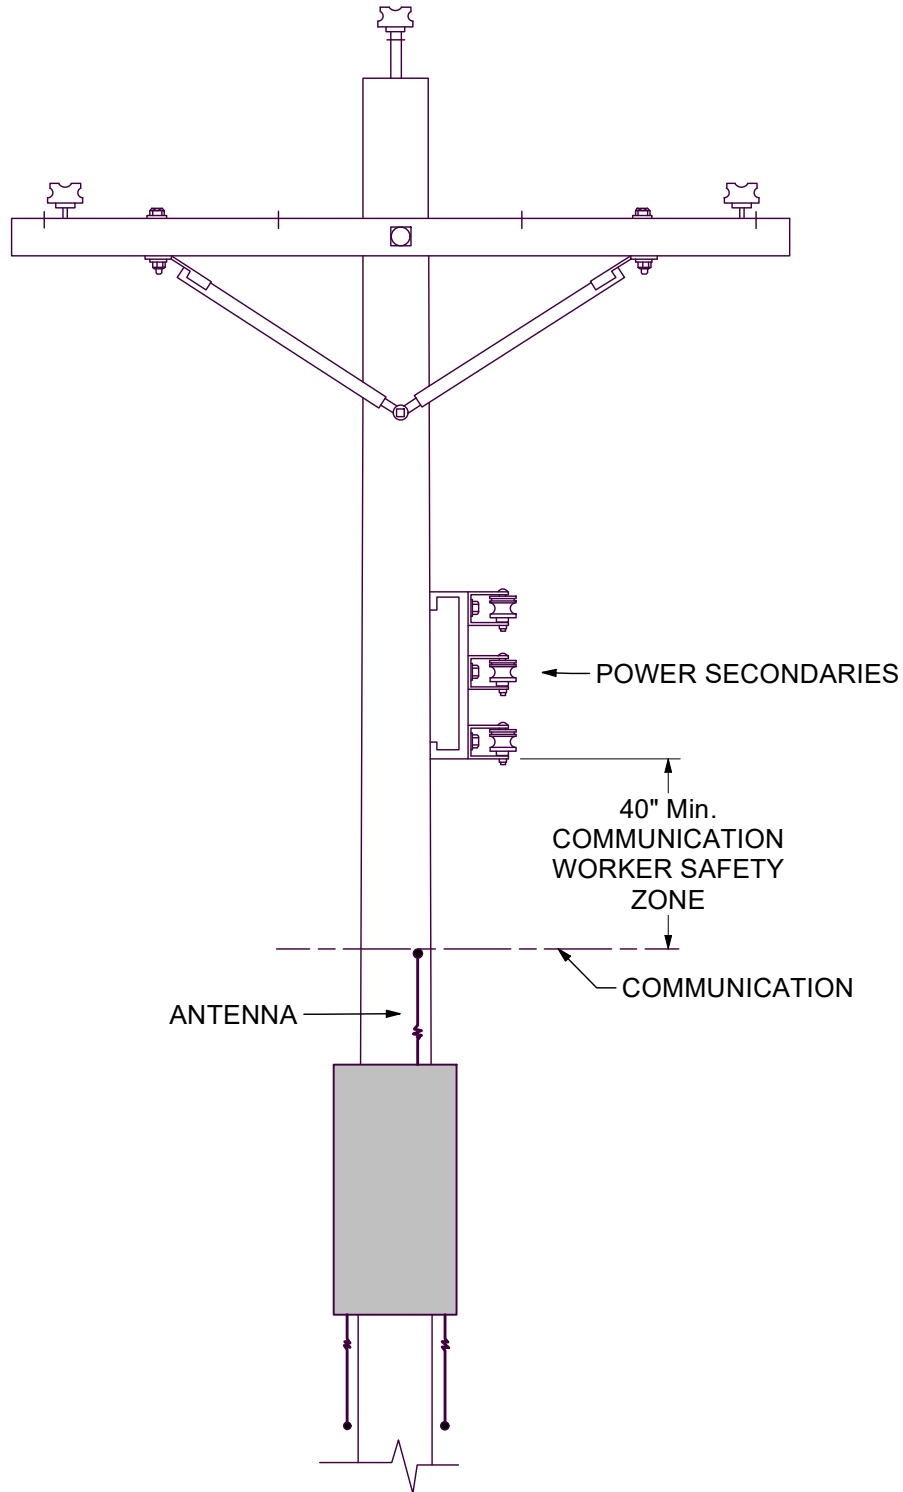 POWER SECONDARIES
40" Min.
COMMUNICATION
WORKER SAFETY
ZONE
COMMUNICATION
ANTENNA